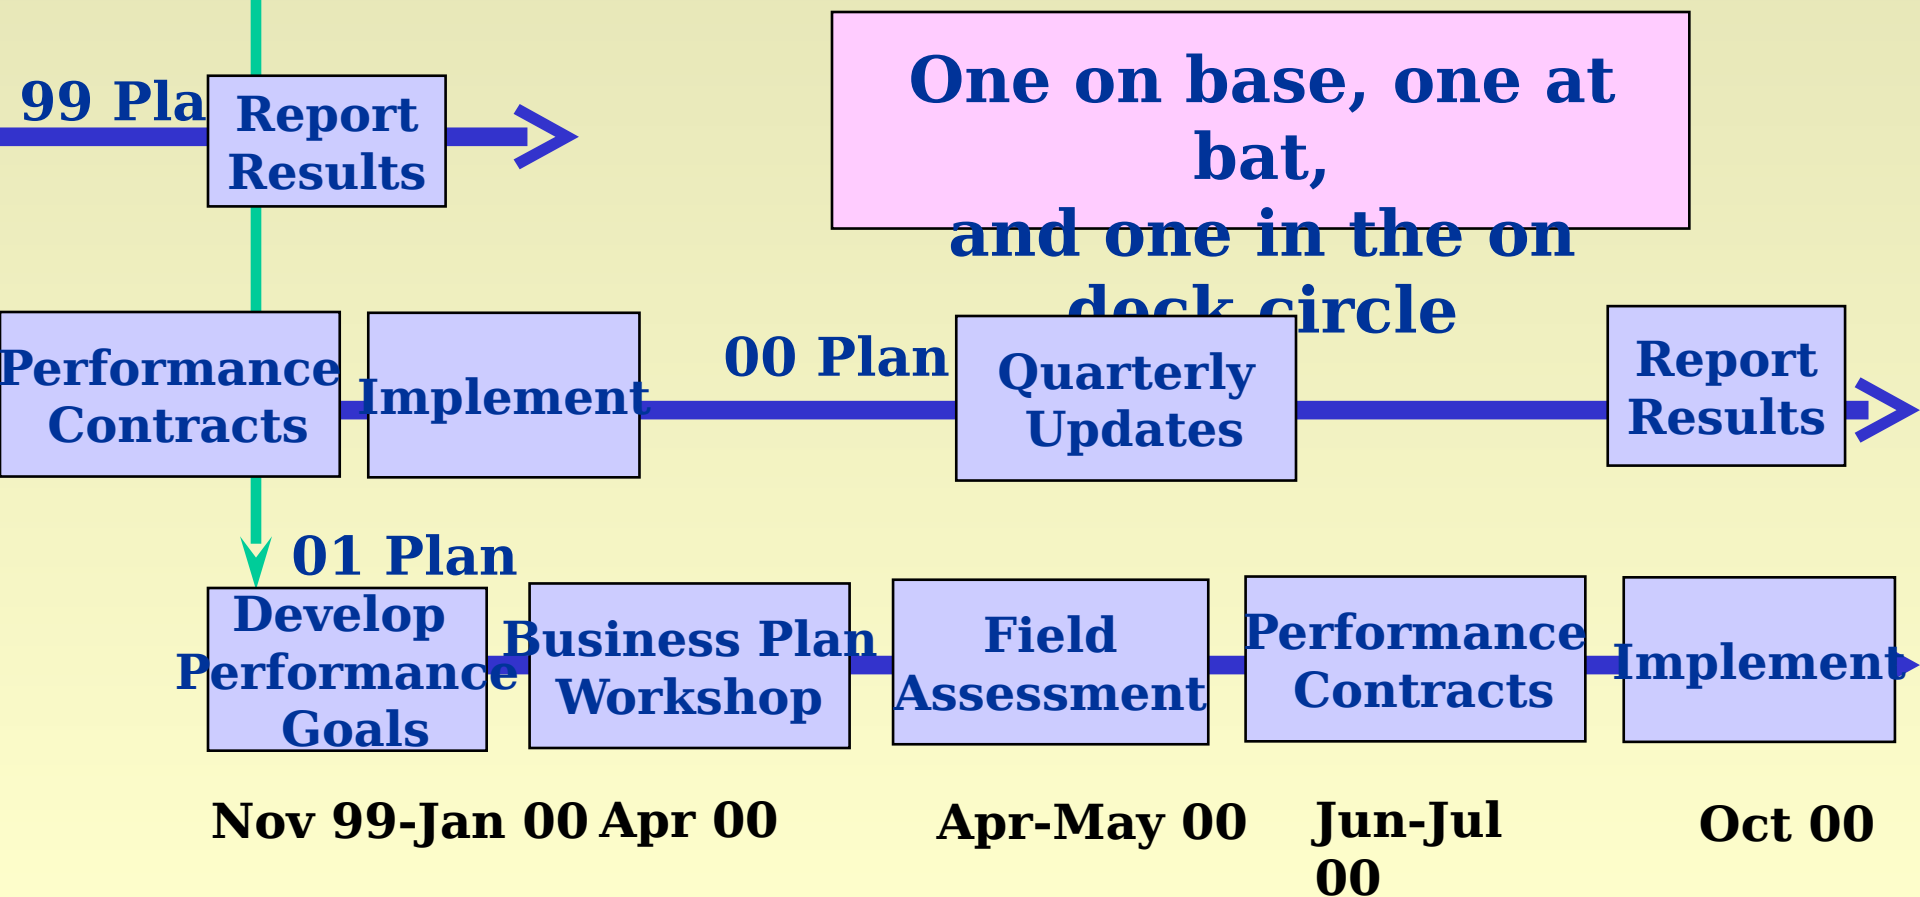 99 Pla
Report
Results
One on base, one at
bat,
and one in the on
deck circle
Performance
Contracts
Implement
00 Plan
Quarterly
Updates
Report
Results
01 Plan
Develop
Performance
Goals
Business Plan
Workshop
Field
Assessment
Performance
Contracts
Implement
Nov 99-Jan 00
Apr 00
Apr-May 00
Jun-Jul
00
Oct 00